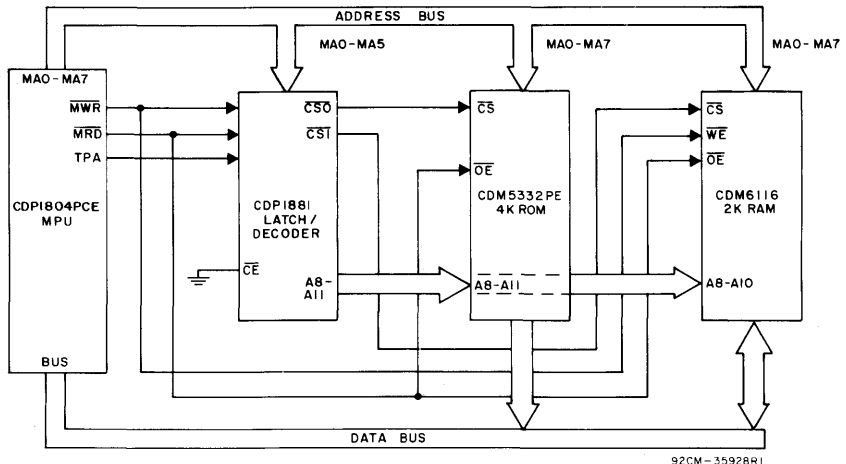 ADDRESS BUS
MA0-MA5
MA0-MA7
MA0-MA7
MA0-MA7
MWR
MRD
TPA
CDP1804PCE
MPU
BUS
CS0
CS1
CDP1881
LATCH/
DECODER
CE
A8-
A11
CS
OE
CDM5332PE
4K ROM
A8-A11
CS
WE
OE
CDM6116
2K RAM
A8-A10
DATA BUS
92CM-35928R1